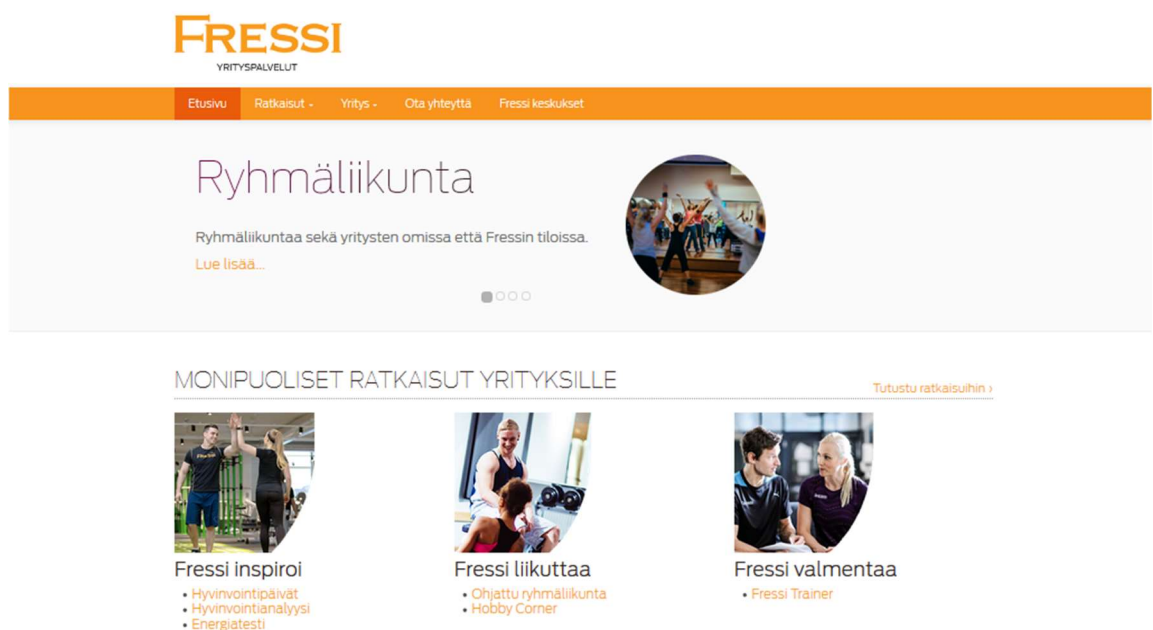 FRESSI
YRITYSPALVELUT
Etusivu Ratkaisut Yritys Ota yhteyttä Fressi keskukset
Ryhmäliikunta
Ryhmäliikuntaa sekä yritysten omissa että Fressin tiloissa.
Lue lisää...
MONIPUOLISET RATKAISUT YRITYKSILLE
Tutustu ratkaisuihin ›
Fressi inspiroi
• Hyvinvointipäivät
• Hyvinvointianalyysi
• Energiatesti
Fressi liikuttaa
• Ohjattu ryhmäliikunta
• Hobby Corner
Fressi valmentaa
• Fressi Trainer